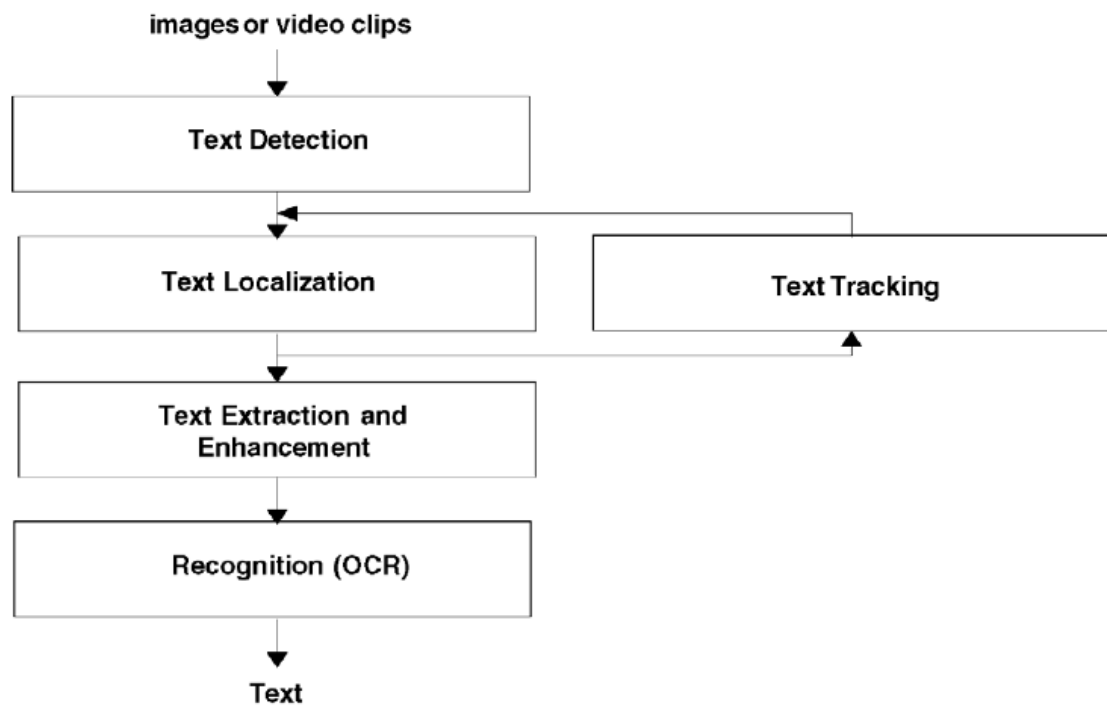 images or video clips
Text Detection
Text Localization
Text Tracking
Text Extraction and
Enhancement
Recognition (OCR)
Text